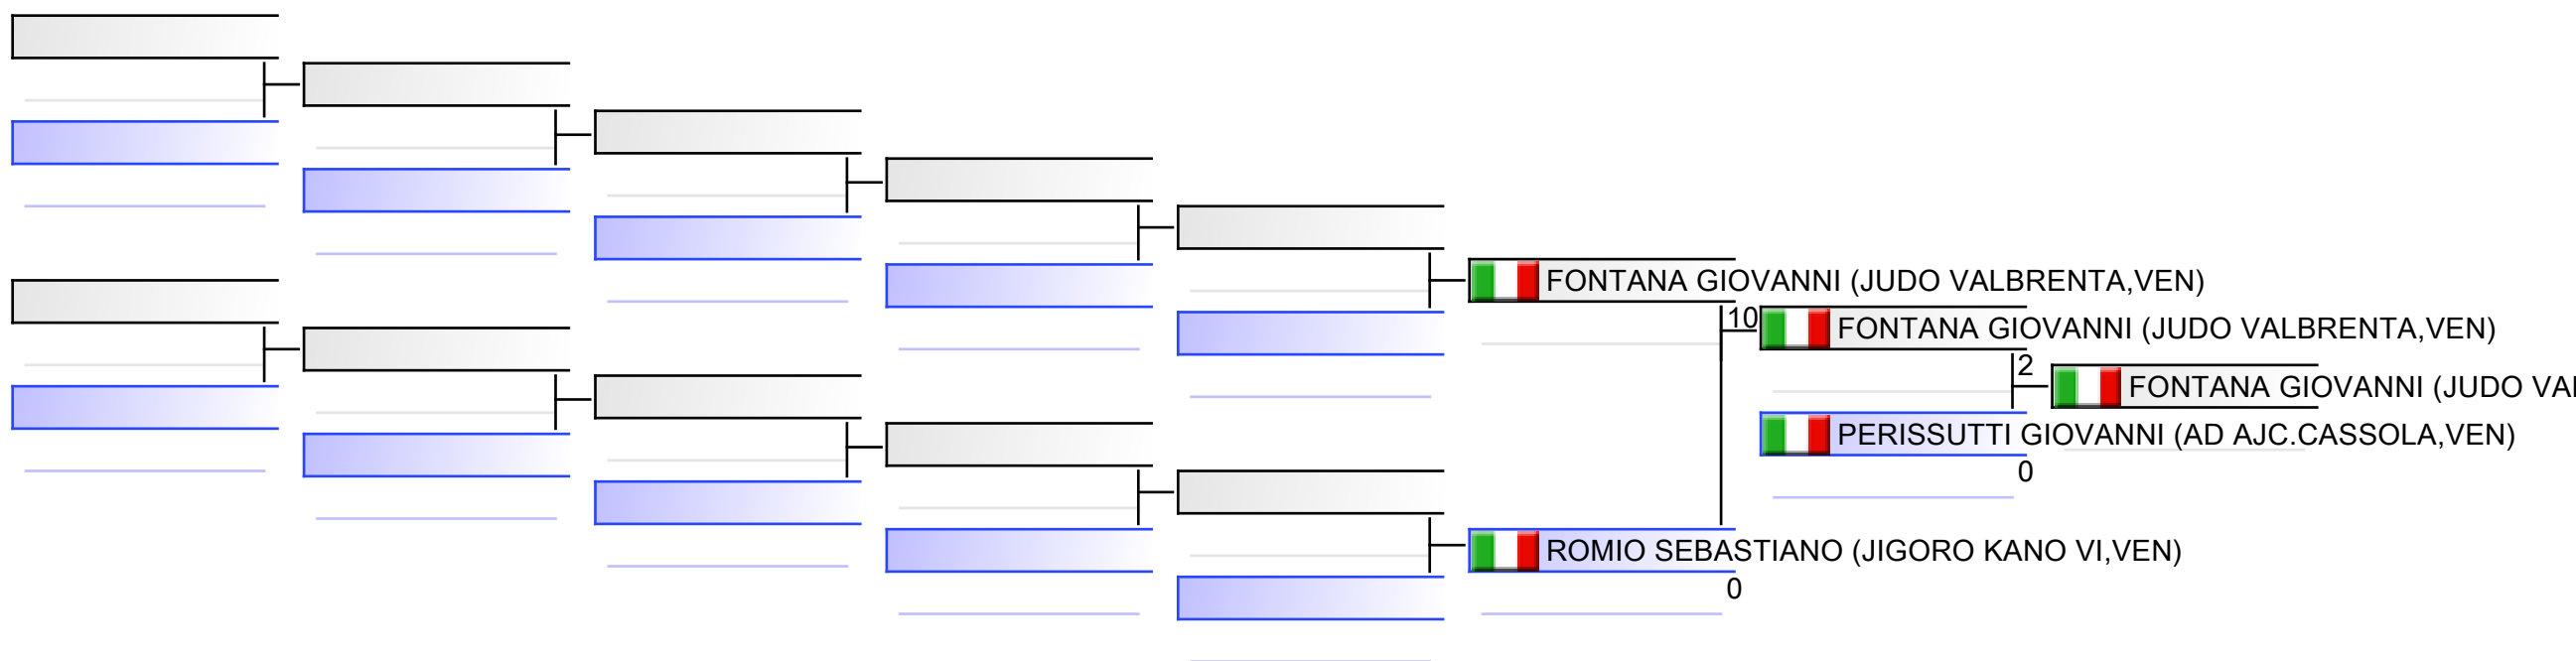 FONTANA GIOVANNI (JUDO VALBRENTA,VEN)
10
FONTANA GIOVANNI (JUDO VALBRENTA,VEN)
2
FONTANA GIOVANNI (JUDO
PERISSUTTI GIOVANNI (AD AJC.CASSOLA,VEN)
0
ROMIO SEBASTIANO (JIGORO KANO VI,VEN)
0